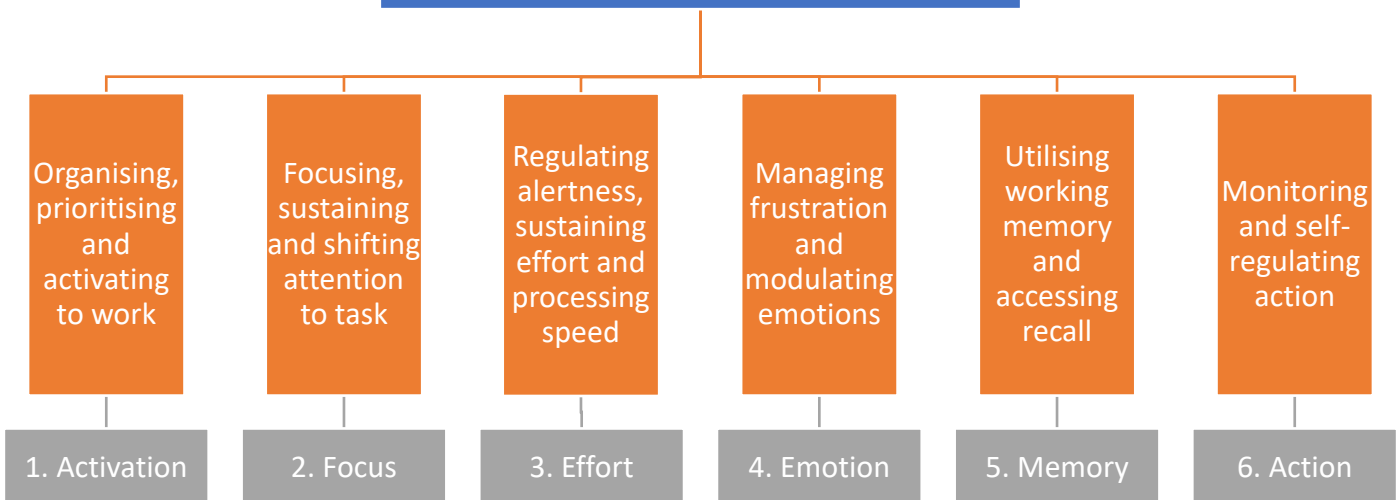 Organising,
prioritising
and
activating
to work
Focusing,
sustaining
and shifting
attention
to task
Regulating
alertness,
sustaining
effort and
processing
speed
Managing
frustration
and
modulating
emotions
Utilising
working
memory
and
accessing
recall
Monitoring
and self-
regulating
action
1. Activation
2. Focus
3. Effort
4. Emotion
5. Memory
6. Action